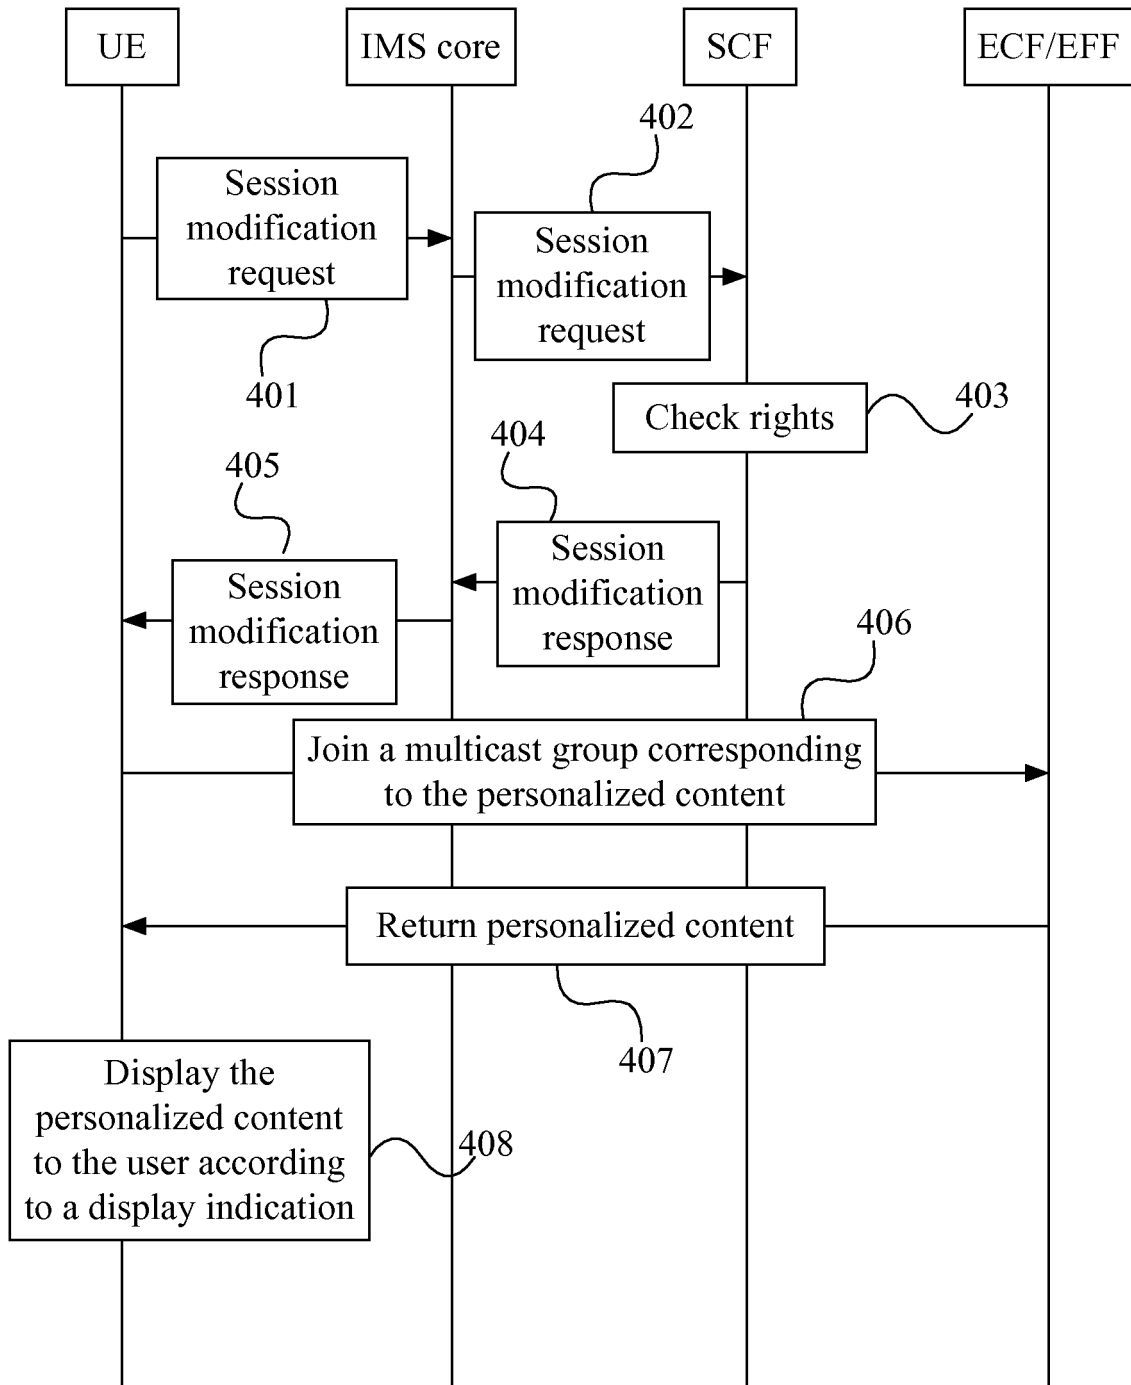 UE
IMS core
SCF
ECF/EFF
402
Session
modification
request
Session
modification
request
401
Check rights
403
404
405
Session
modification
response
Session
modification
response
406
Join a multicast group corresponding
to the personalized content
Return personalized content
407
Display the
personalized content
to the user according
to a display indication
408